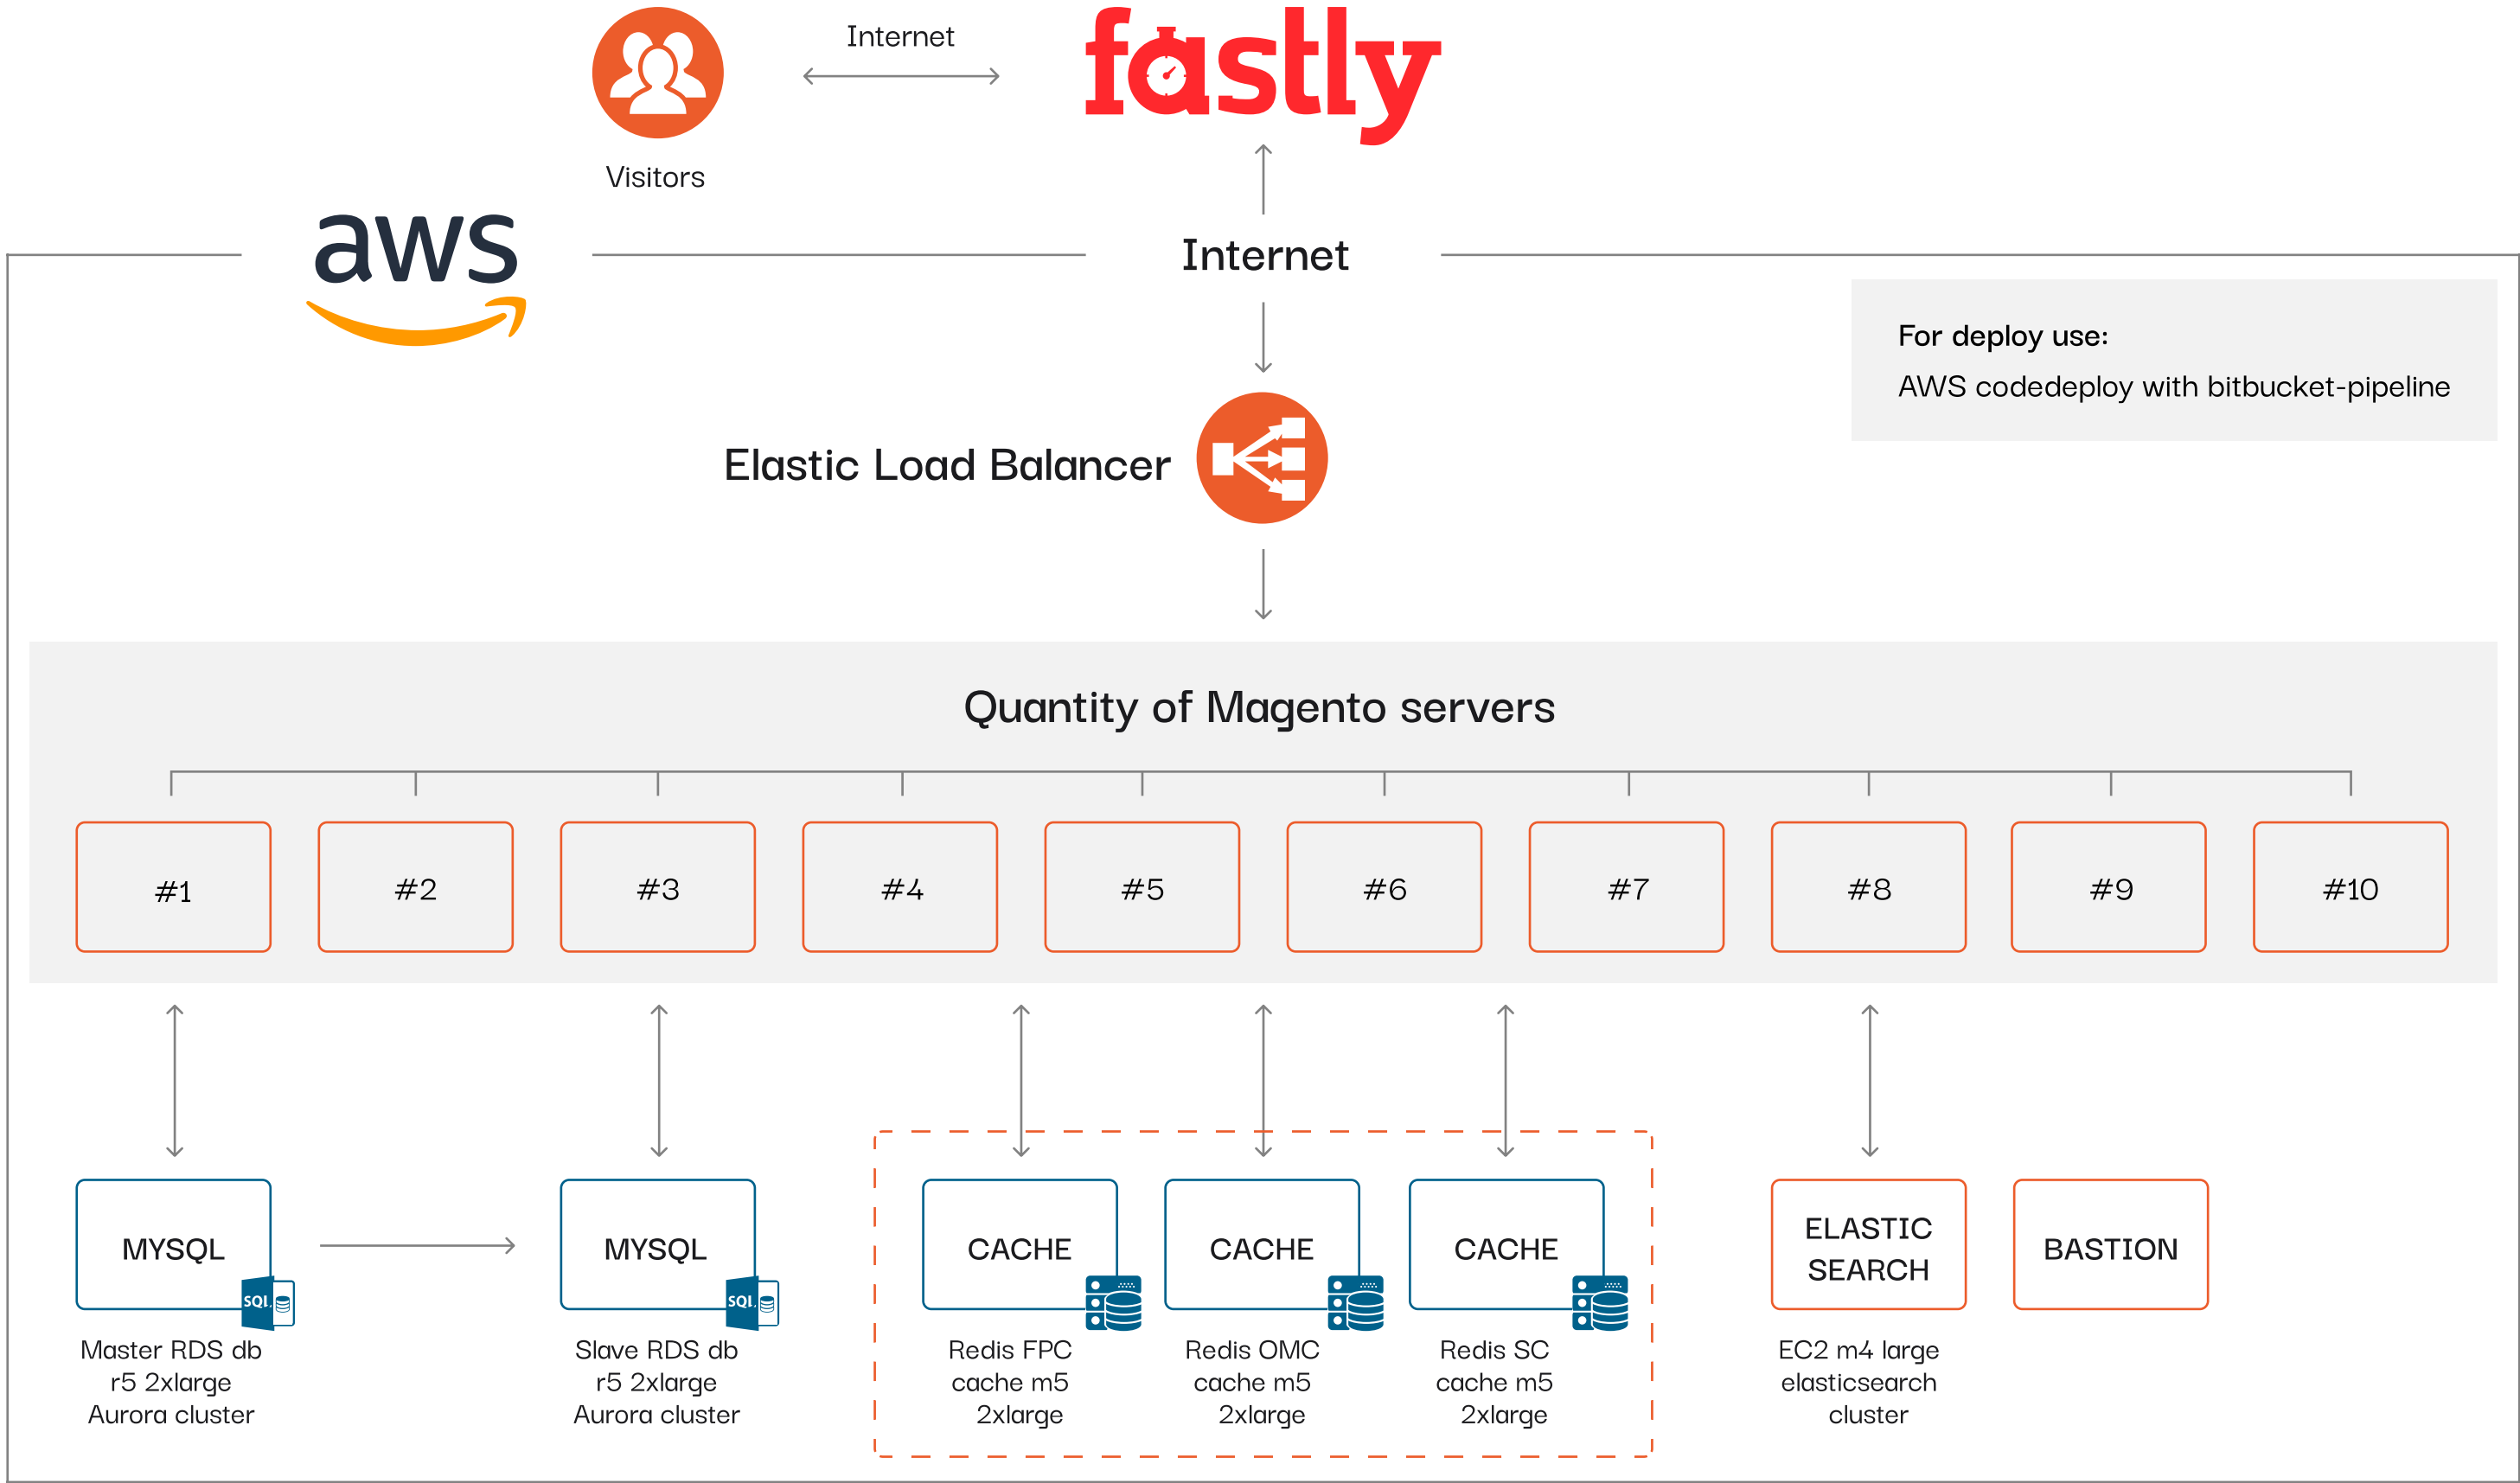 Internet
fastly
Visitors
aws
Internet
For deploy use:
AWS codedeploy with bitbucket-pipeline
Elastic Load Balancer
Quantity of Magento servers
#1
#2
#3
#4
#5
#6
#7
#8
#9
#10
MYSQL
SQL
Master RDS db
r5 2xlarge
Aurora cluster
MYSQL
SQL
Slave RDS db
r5 2xlarge
Aurora cluster
CACHE
Redis FPC
cache m5
2xlarge
CACHE
Redis OMC
cache m5
2xlarge
CACHE
Redis SC
cache m5
2xlarge
ELASTIC
SEARCH
EC2 m4 large
elasticsearch
cluster
BASTION